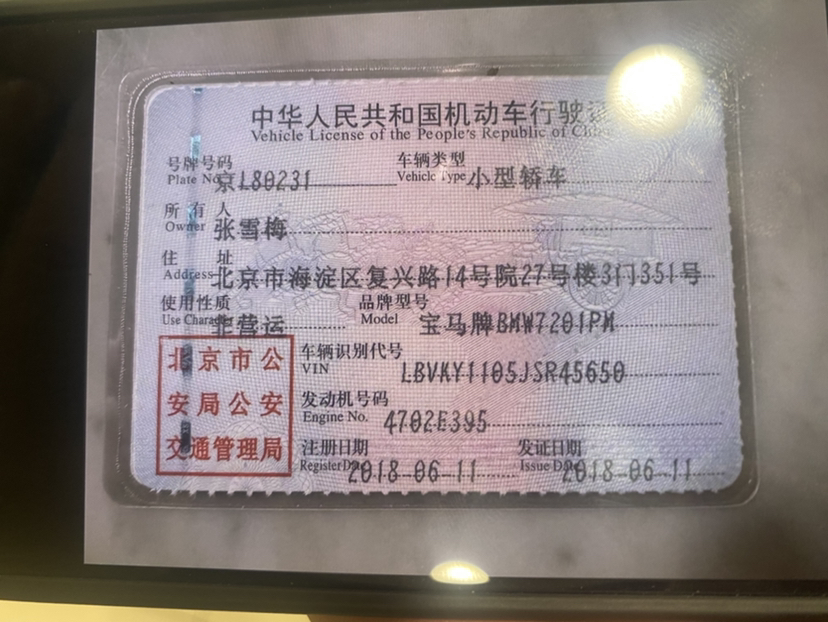 中华人民共和国机动车行驶证
Vehicle License of the People's Republic of China
号牌号码 京L80231 车辆类型 小型轿车
Plate No. Vehicle Type
所有人 张雪梅
Owner
住址 北京市海淀区复兴路14号院27号楼3门351号
Address
使用性质 非营运 品牌型号 宝马牌BMW7201PM
Use Character Model
北京市公
安局公安
交通管理局
车辆识别代号 LBVKY1105JSR45650
VIN
发动机号码 4702E395
Engine No.
注册日期 2018-06-11 发证日期 2018-06-11
Register Date Issue Date